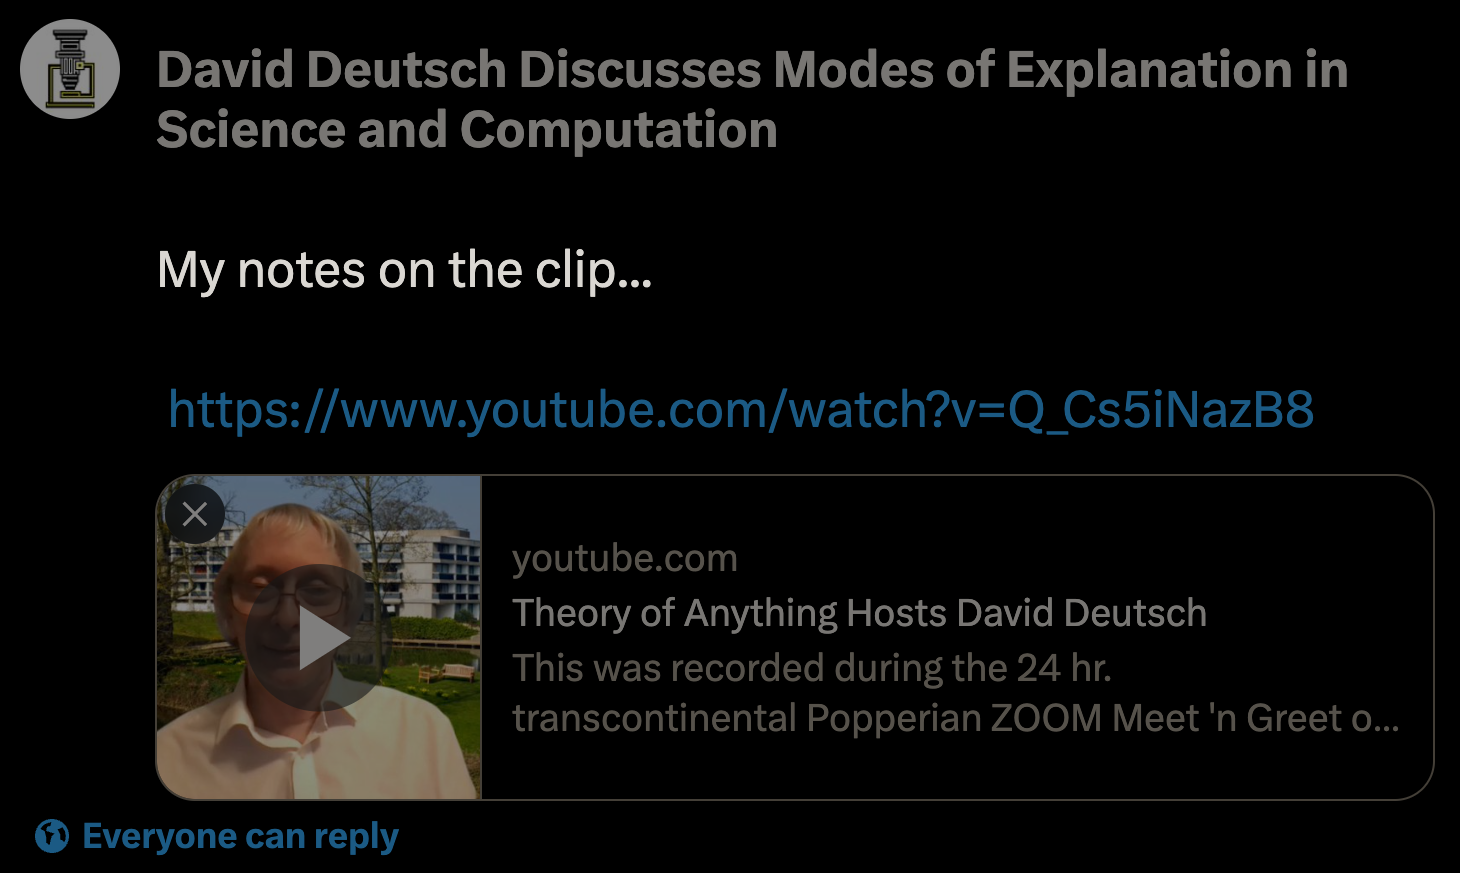 David Deutsch Discusses Modes of Explanation in
Science and Computation
My notes on the clip...
https://www.youtube.com/watch?v=Q_Cs5iNazB8
youtube.com
Theory of Anything Hosts David Deutsch
This was recorded during the 24 hr.
transcontinental Popperian ZOOM Meet 'n Greet o...
Everyone can reply